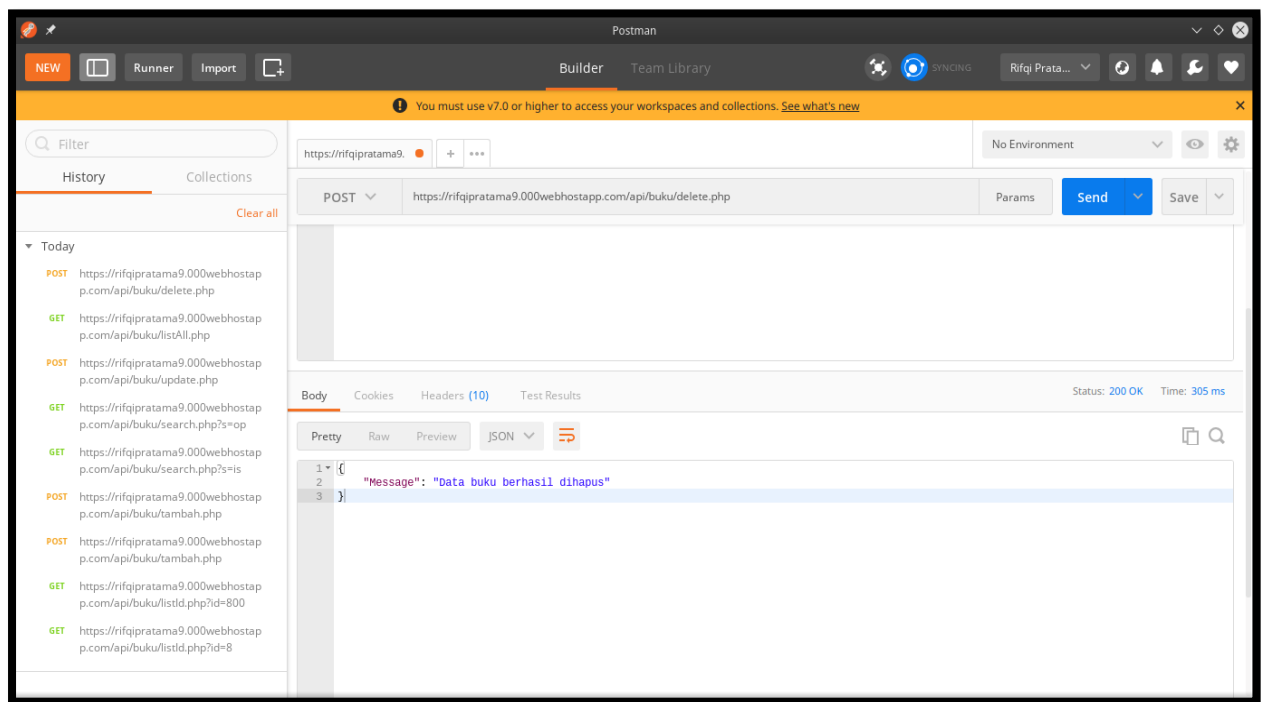 Postman
NEW Runner Import Builder Team Library SYNCING Rifqi Prata...
You must use v7.0 or higher to access your workspaces and collections. See what's new
Filter
History Collections
Clear all
Today
POST https://rifqipratama9.000webhostap
p.com/api/buku/delete.php
GET https://rifqipratama9.000webhostap
p.com/api/buku/listAll.php
POST https://rifqipratama9.000webhostap
p.com/api/buku/update.php
GET https://rifqipratama9.000webhostap
p.com/api/buku/search.php?s=op
GET https://rifqipratama9.000webhostap
p.com/api/buku/search.php?s=is
POST https://rifqipratama9.000webhostap
p.com/api/buku/tambah.php
POST https://rifqipratama9.000webhostap
p.com/api/buku/tambah.php
GET https://rifqipratama9.000webhostap
p.com/api/buku/listId.php?id=800
GET https://rifqipratama9.000webhostap
p.com/api/buku/listId.php?id=8
https://rifqipratama9. + •••
No Environment
POST https://rifqipratama9.000webhostapp.com/api/buku/delete.php Params Send Save
Body Cookies Headers (10) Test Results Status: 200 OK Time: 305 ms
Pretty Raw Preview JSON
1 {
2 "Message": "Data buku berhasil dihapus"
3 }